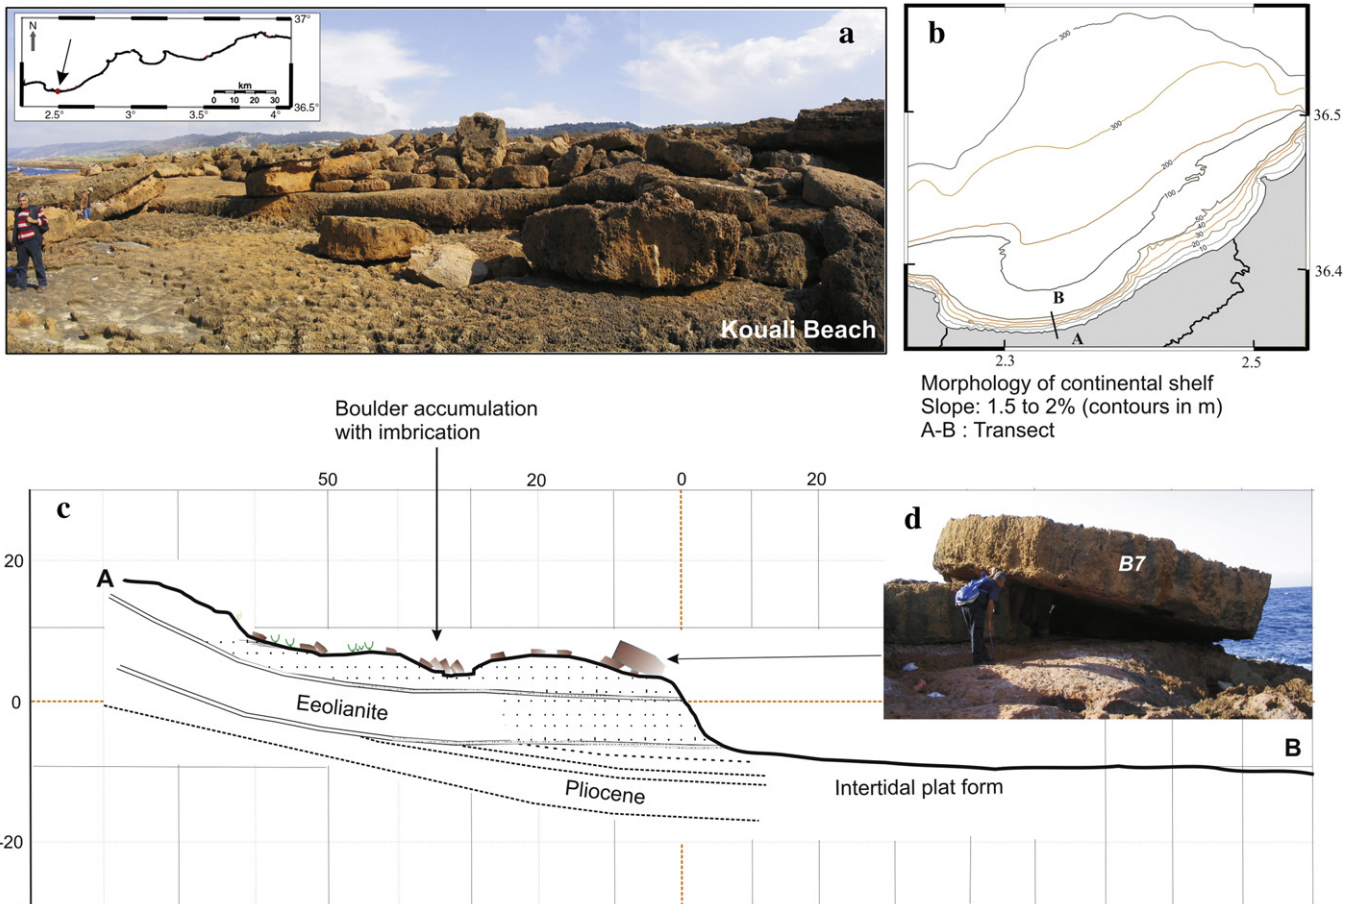 a
N
37°
km
0 10 20 30
36.5°
2.5° 3° 3.5° 4°
Kouali Beach
b
300
300
200
100
50
40
30
20
10
36.5
36.4
B
A
2.3 2.5
Morphology of continental shelf
Slope: 1.5 to 2% (contours in m)
A-B : Transect
Boulder accumulation
with imbrication
50 20 0 20
c
d
B7
20
A
0
Eeolianite
B
Pliocene
Intertidal plat form
-20